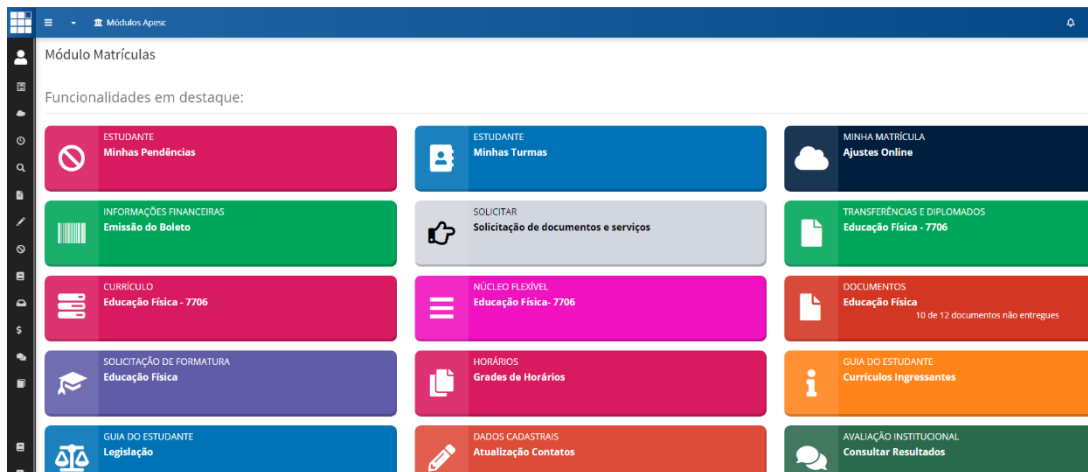 Módulos Apesc
Módulo Matrículas
Funcionalidades em destaque:
ESTUDANTE
Minhas Pendências
ESTUDANTE
Minhas Turmas
MINHA MATRÍCULA
Ajustes Online
INFORMAÇÕES FINANCEIRAS
Emissão do Boleto
SOLICITAR
Solicitação de documentos e serviços
TRANSFERÊNCIAS E DIPLOMADOS
Educação Física - 7706
CURRÍCULO
Educação Física - 7706
NÚCLEO FLEXÍVEL
Educação Física- 7706
DOCUMENTOS
Educação Física
10 de 12 documentos não entregues
SOLICITAÇÃO DE FORMATURA
Educação Física
HORÁRIOS
Grades de Horários
GUIA DO ESTUDANTE
Currículos Ingressantes
GUIA DO ESTUDANTE
Legislação
DADOS CADASTRAIS
Atualização Contatos
AVALIAÇÃO INSTITUCIONAL
Consultar Resultados